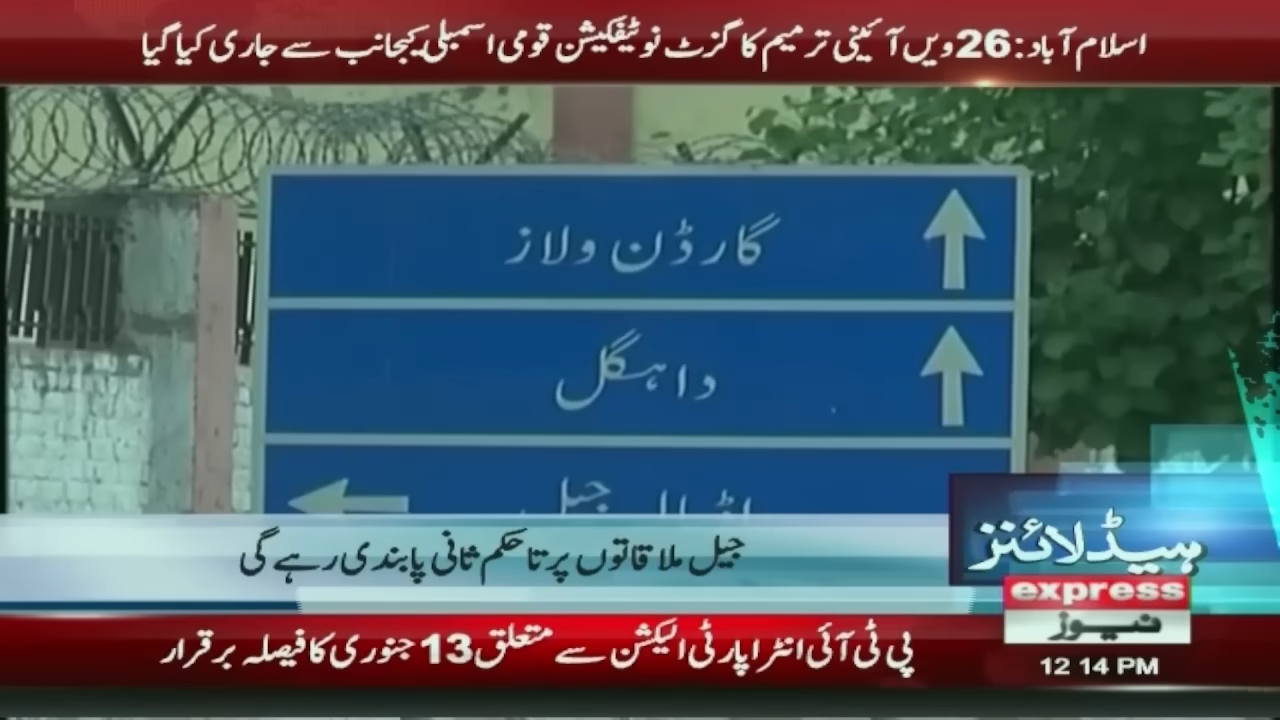 اسلام آباد: 26 ویں آئینی ترمیم کا گزٹ نوٹیفکیشن قومی اسمبلی کیجانب سے جاری کیا گیا
گارڈن ولاز
داہگل
جیل
جیل ملاقاتوں پر تاحکم ثانی پابندی رہے گی
ہیڈلائنز
express
نیوز
پی ٹی آئی انٹرا پارٹی الیکشن سے متعلق 13 جنوری کا فیصلہ برقرار
12 14 PM